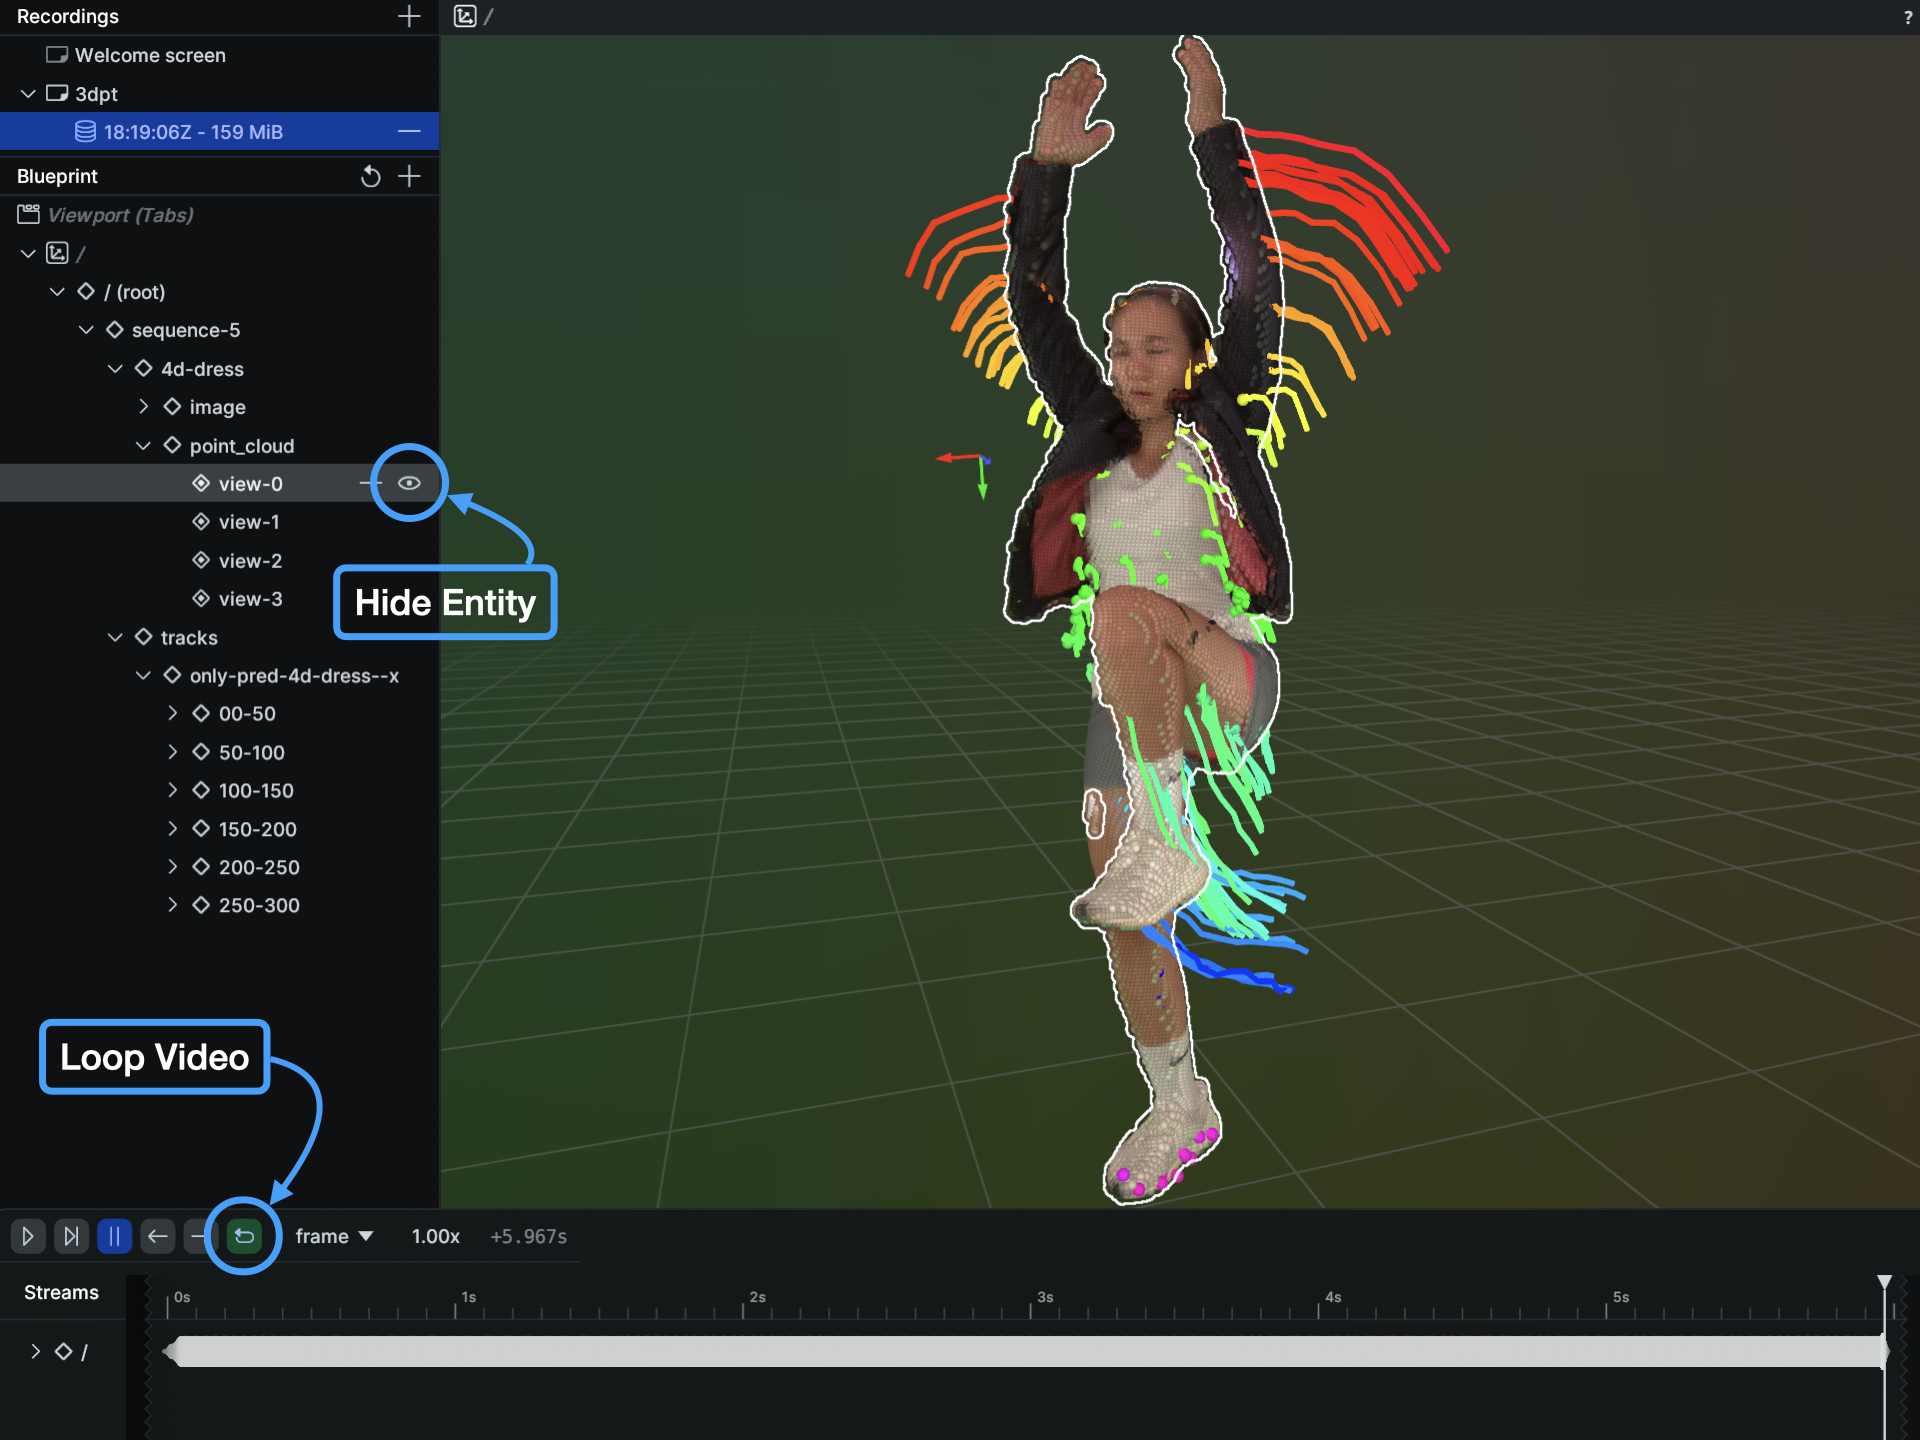 Recordings
/
?
Welcome screen
3dpt
18:19:06Z - 159 MiB
Blueprint
Viewport (Tabs)
/
/ (root)
sequence-5
4d-dress
image
point_cloud
view-0
view-1
view-2
view-3
Hide Entity
tracks
only-pred-4d-dress--x
00-50
50-100
100-150
150-200
200-250
250-300
Loop Video
frame 1.00x +5.967s
Streams
0s 1s 2s 3s 4s 5s
/